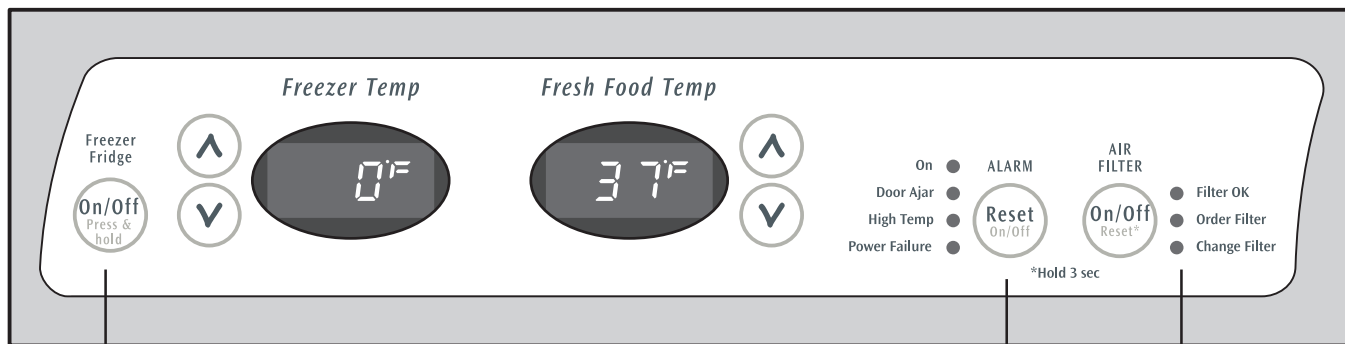 Freezer Temp
Fresh Food Temp
Freezer
Fridge
On/Off
Press &
hold
0°F
37°F
On
Door Ajar
High Temp
Power Failure
ALARM
Reset
On/Off
*Hold 3 sec
AIR
FILTER
On/Off
Reset*
Filter OK
Order Filter
Change Filter